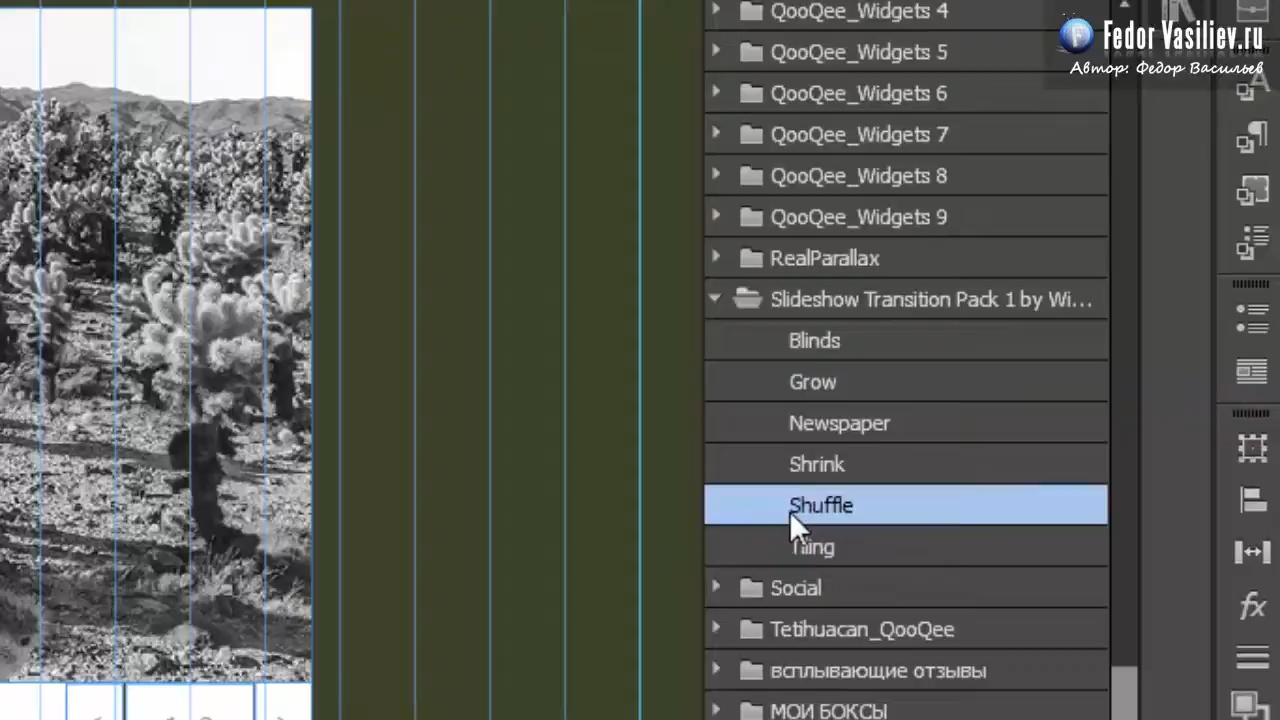 QooQee_Widgets 4
Fedor Vasiliev.ru
Автор: Федор Васильев
QooQee_Widgets 5
QooQee_Widgets 6
QooQee_Widgets 7
QooQee_Widgets 8
QooQee_Widgets 9
RealParallax
Slideshow Transition Pack 1 by Wi...
Blinds
Grow
Newspaper
Shrink
Shuffle
Tiling
Social
Tetihuacan_QooQee
всплывающие отзывы
МОИ БОКСЫ